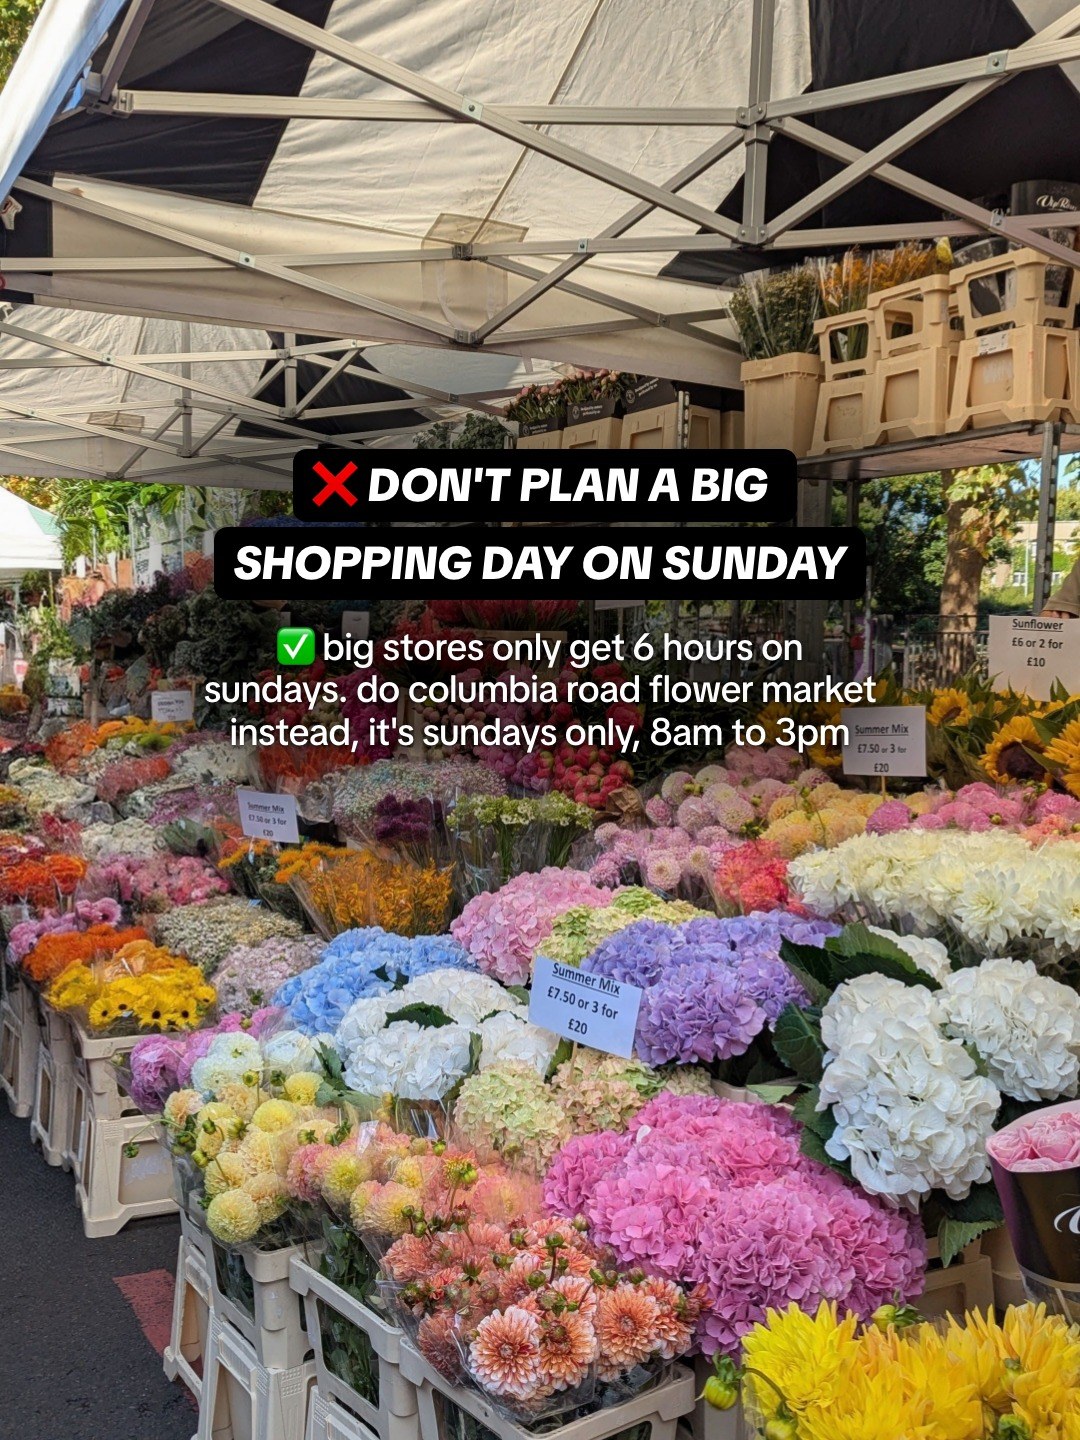 ❌ DON'T PLAN A BIG
SHOPPING DAY ON SUNDAY
✅ big stores only get 6 hours on
sundays. do columbia road flower market
instead, it's sundays only, 8am to 3pm
Sunflower
£6 or 2 for
£10
Summer Mix
£7.50 or 3 for
£20
Summer Mix
£7.50 or 3 for
£20
Summer Mix
£7.50 or 3 for
£20